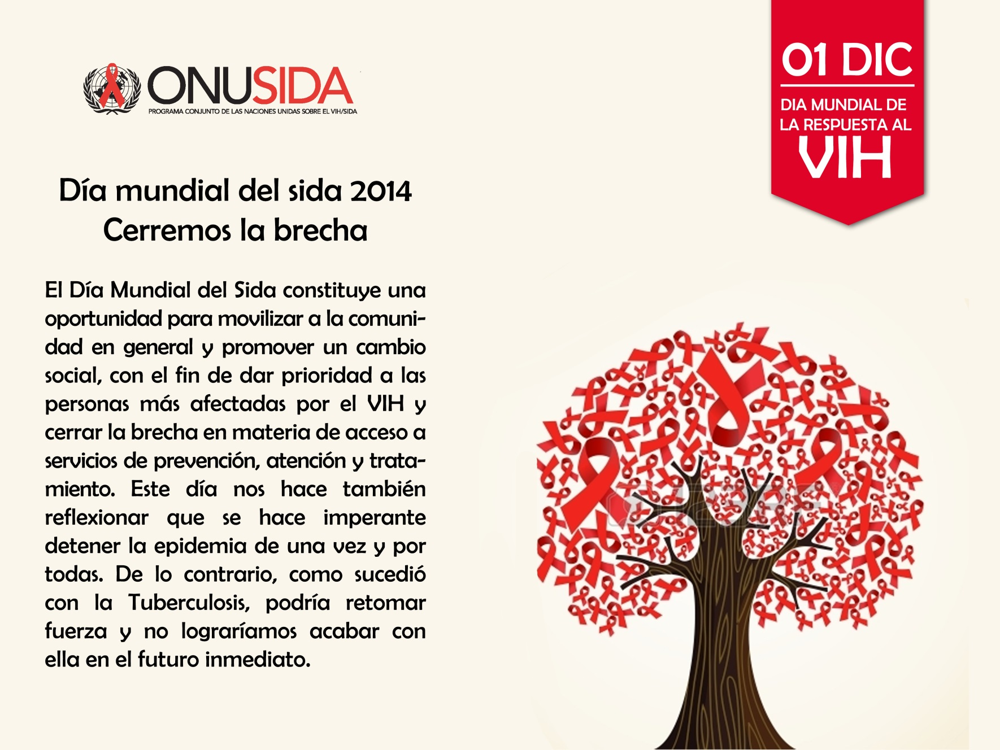 ONUSIDA
PROGRAMA CONJUNTO DE LAS NACIONES UNIDAS SOBRE EL VIH/SIDA
01 DIC
DIA MUNDIAL DE
LA RESPUESTA AL
VIH
Día mundial del sida 2014
Cerremos la brecha
El Día Mundial del Sida constituye una
oportunidad para movilizar a la comuni-
dad en general y promover un cambio
social, con el fin de dar prioridad a las
personas más afectadas por el VIH y
cerrar la brecha en materia de acceso a
servicios de prevención, atención y trata-
miento. Este día nos hace también
reflexionar que se hace imperante
detener la epidemia de una vez y por
todas. De lo contrario, como sucedió
con la Tuberculosis, podría retomar
fuerza y no lograríamos acabar con
ella en el futuro inmediato.